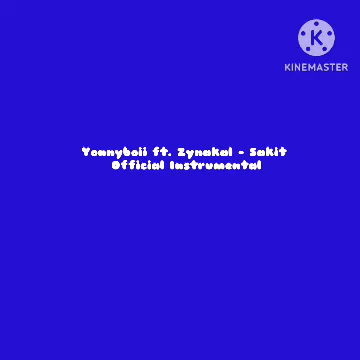 KINEMASTER
Yonnyboii ft. Zynakal - Sakit
Official Instrumental